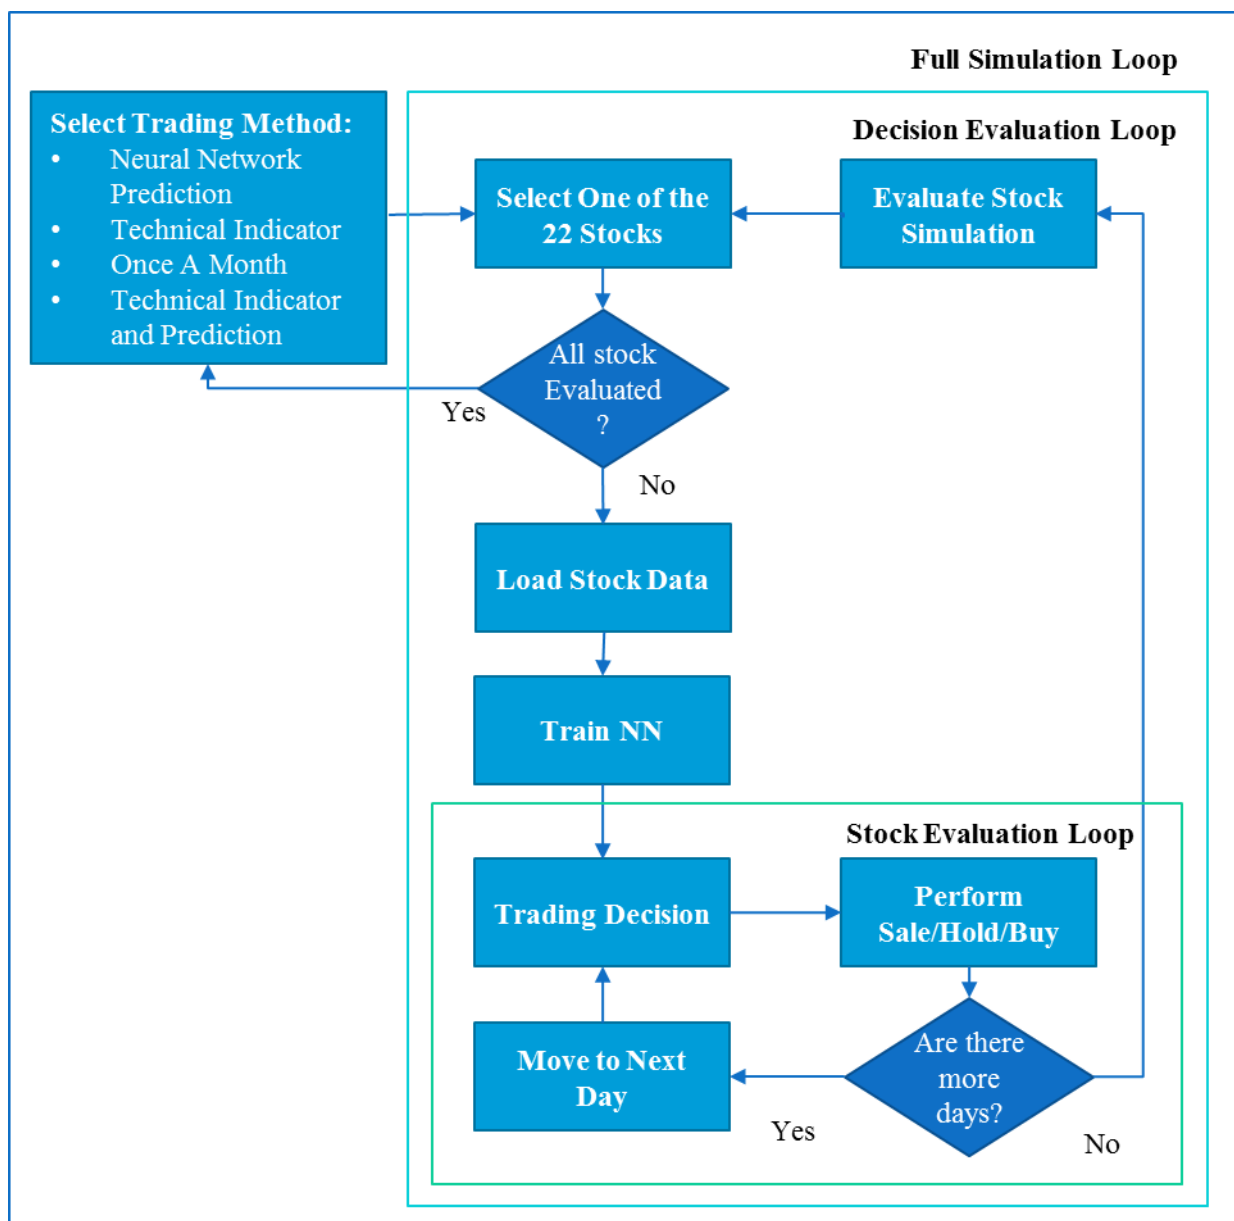 Full Simulation Loop
Select Trading Method:
• Neural Network
Prediction
• Technical Indicator
• Once A Month
• Technical Indicator
and Prediction
Decision Evaluation Loop
Select One of the
22 Stocks
Evaluate Stock
Simulation
All stock
Evaluated
?
Yes
No
Load Stock Data
Train NN
Stock Evaluation Loop
Trading Decision
Perform
Sale/Hold/Buy
Move to Next
Day
Are there
more
days?
Yes
No